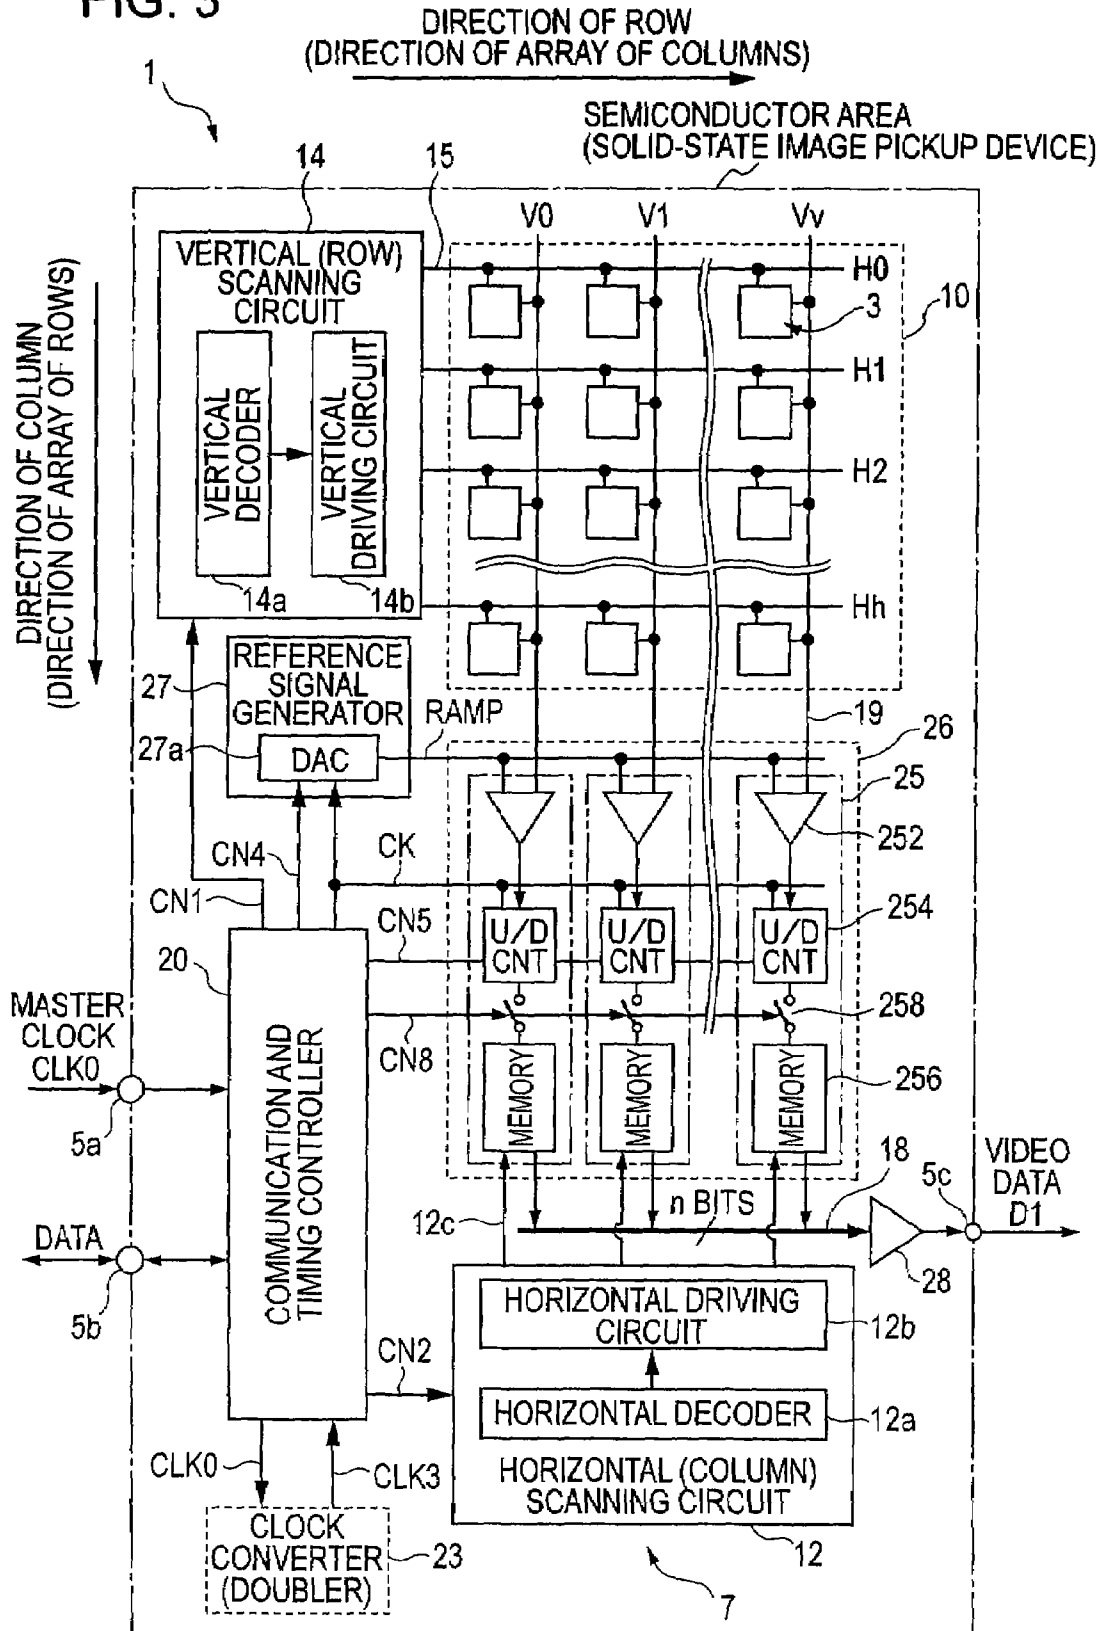 FIG. 3
DIRECTION OF ROW
(DIRECTION OF ARRAY OF COLUMNS)
1
SEMICONDUCTOR AREA
(SOLID-STATE IMAGE PICKUP DEVICE)
14
15
V0
V1
Vv
VERTICAL (ROW)
SCANNING
CIRCUIT
VERTICAL
DECODER
VERTICAL
DRIVING CIRCUIT
14a
14b
H0
3
10
H1
H2
Hh
DIRECTION OF COLUMN
(DIRECTION OF ARRAY OF ROWS)
REFERENCE
SIGNAL
GENERATOR
27
27a
DAC
RAMP
19
26
25
252
CN4
CK
CN1
CN5
254
U/D
CNT
U/D
CNT
U/D
CNT
20
258
CN8
256
MEMORY
MEMORY
MEMORY
MASTER
CLOCK
CLK0
5a
COMMUNICATION AND
TIMING CONTROLLER
DATA
5b
12c
n BITS
18
5c
VIDEO
DATA
D1
28
HORIZONTAL DRIVING
CIRCUIT
12b
CN2
HORIZONTAL DECODER
12a
HORIZONTAL (COLUMN)
SCANNING CIRCUIT
12
CLK0
CLK3
CLOCK
CONVERTER
(DOUBLER)
23
7